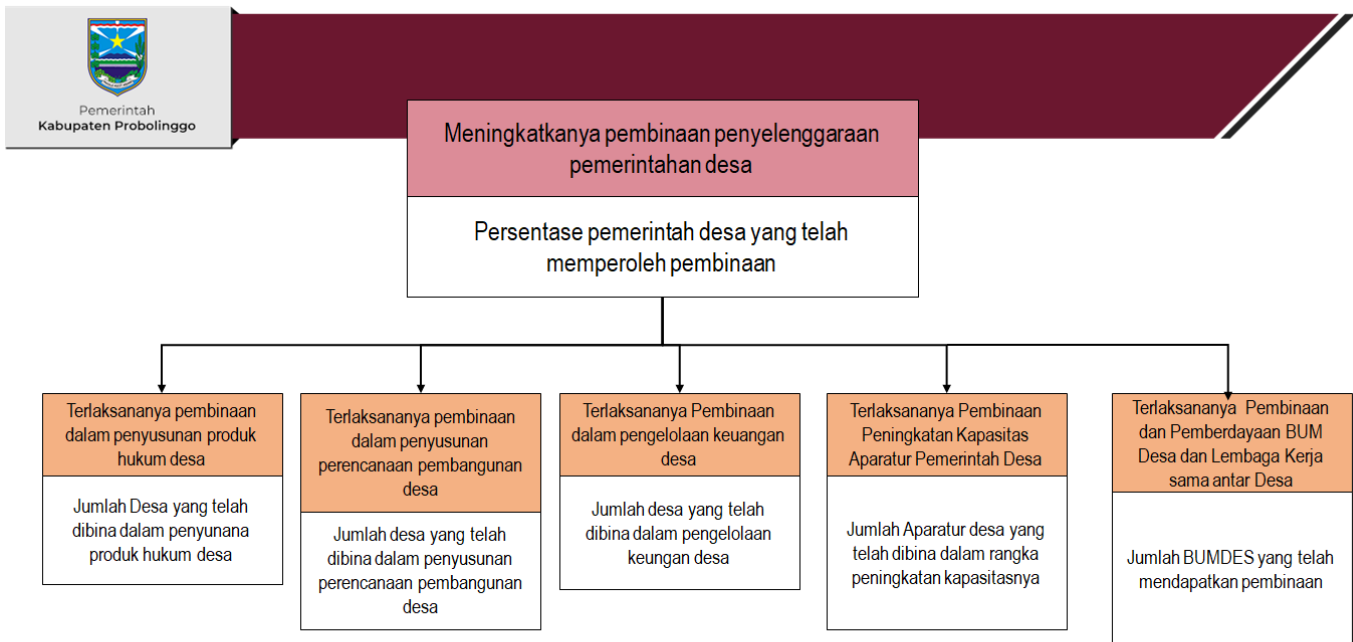 Pemerintah
Kabupaten Probolinggo
Meningkatkanya pembinaan penyelenggaraan
pemerintahan desa
Persentase pemerintah desa yang telah
memperoleh pembinaan
Terlaksananya pembinaan
dalam penyusunan produk
hukum desa
Jumlah Desa yang telah
dibina dalam penyunana
produk hukum desa
Terlaksananya pembinaan
dalam penyusunan
perencanaan pembangunan
desa
Jumlah desa yang telah
dibina dalam penyusunan
perencanaan pembangunan
desa
Terlaksananya Pembinaan
dalam pengelolaan keuangan
desa
Jumlah desa yang telah
dibina dalam pengelolaan
keungan desa
Terlaksananya Pembinaan
Peningkatan Kapasitas
Aparatur Pemerintah Desa
Jumlah Aparatur desa yang
telah dibina dalam rangka
peningkatan kapasitasnya
Terlaksananya Pembinaan
dan Pemberdayaan BUM
Desa dan Lembaga Kerja
sama antar Desa
Jumlah BUMDES yang telah
mendapatkan pembinaan